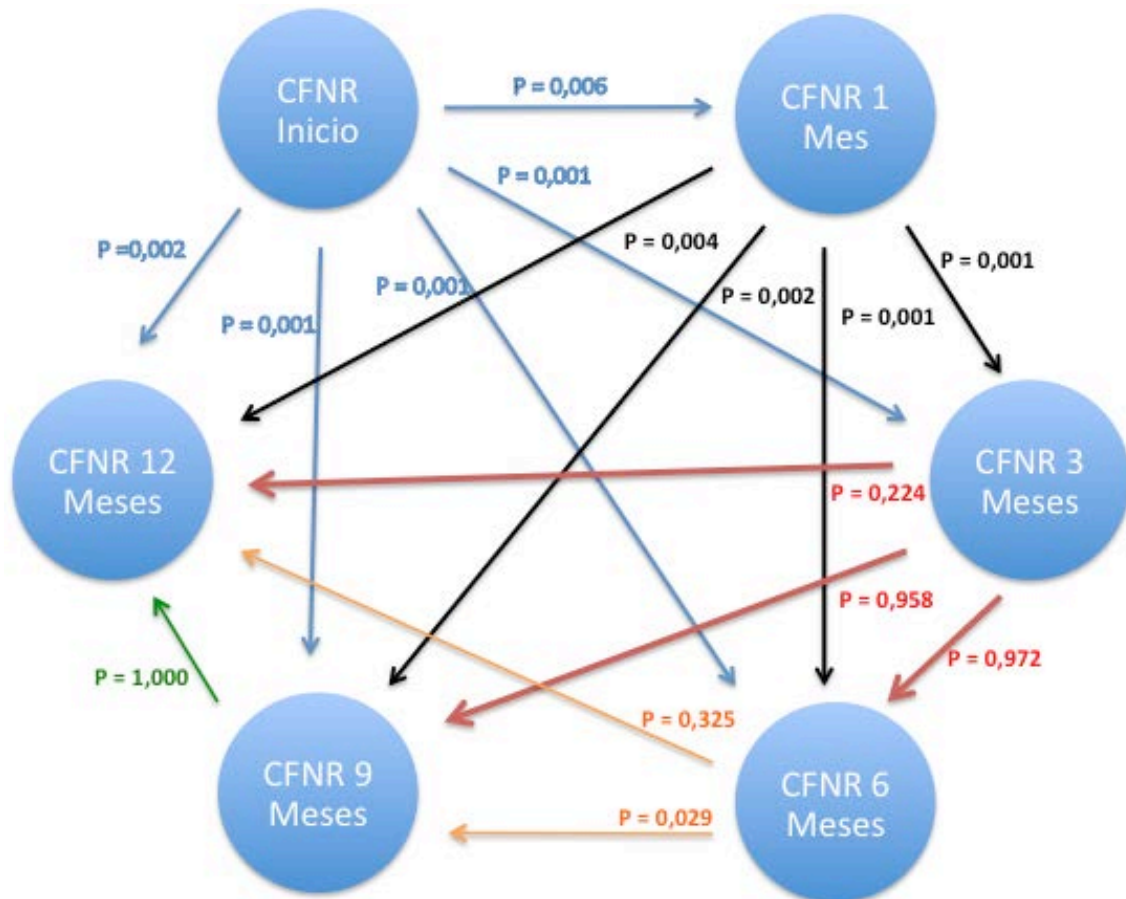 CFNR
Inicio
P = 0,006
CFNR 1
Mes
P = 0,001
P =0,002
P = 0,004
P = 0,001
P = 0,001
P = 0,002
P = 0,001
P = 0,001
CFNR 12
Meses
CFNR 3
Meses
P = 0,224
P = 0,958
P = 0,972
P = 1,000
P = 0,325
CFNR 9
Meses
CFNR 6
Meses
P = 0,029